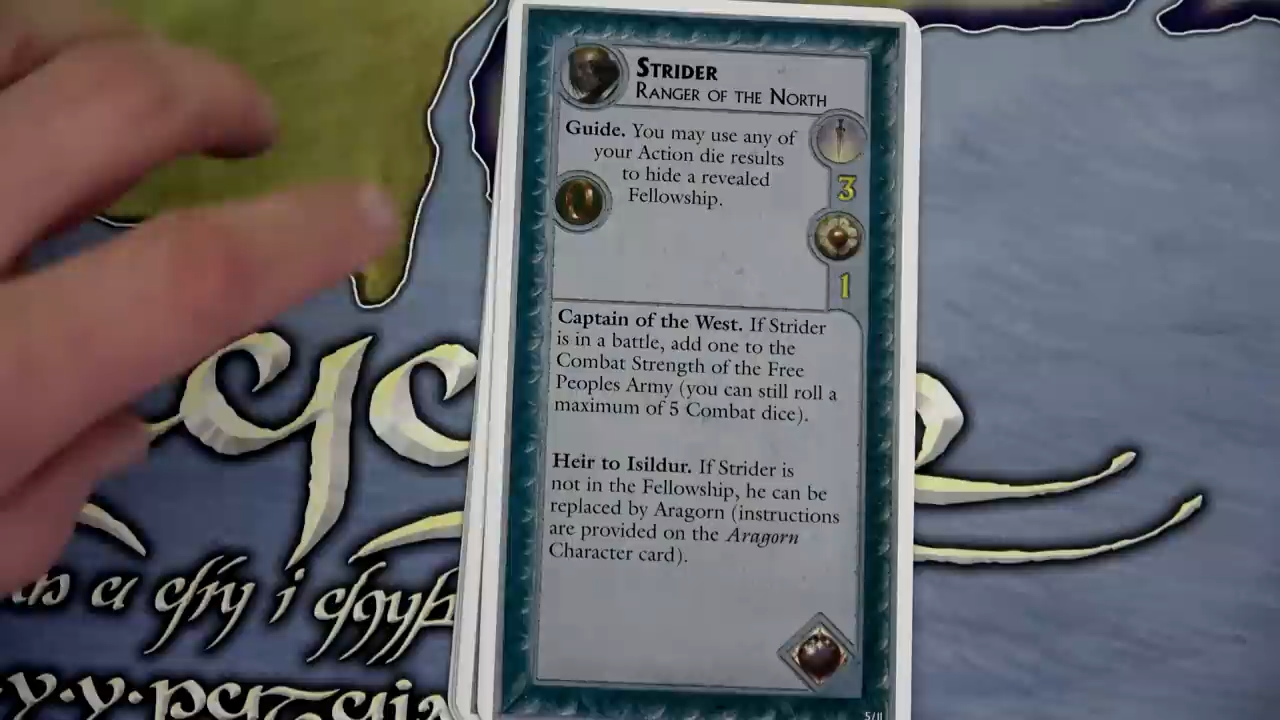 STRIDER
RANGER OF THE NORTH
Guide. You may use any of
your Action die results
to hide a revealed
Fellowship.
3
1
Captain of the West. If Strider
is in a battle, add one to the
Combat Strength of the Free
Peoples Army (you can still roll a
maximum of 5 Combat dice).
Heir to Isildur. If Strider is
not in the Fellowship, he can be
replaced by Aragorn (instructions
are provided on the Aragorn
Character card).
5/11